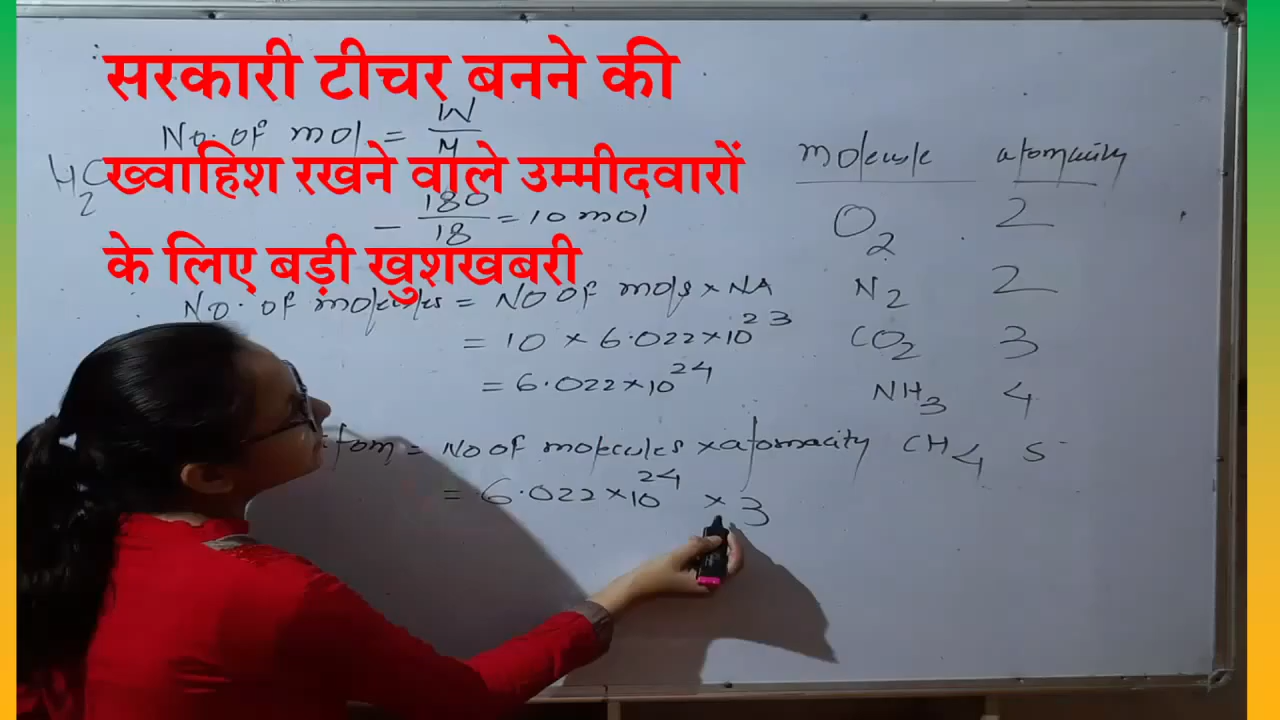 सरकारी टीचर बनने की
ख्वाहिश रखने वाले उम्मीदवारों
के लिए बड़ी खुशखबरी
H2O
No. of mol = W/M
180/18 = 10 mol
No. of molecules = No of mols × NA
= 10 × 6.022 × 10^23
= 6.022 × 10^24
atom = No of molecules × atomacity
= 6.022 × 10^24 × 3
molecule atomacity
O2 2
N2 2
CO2 3
NH3 4
CH4 5